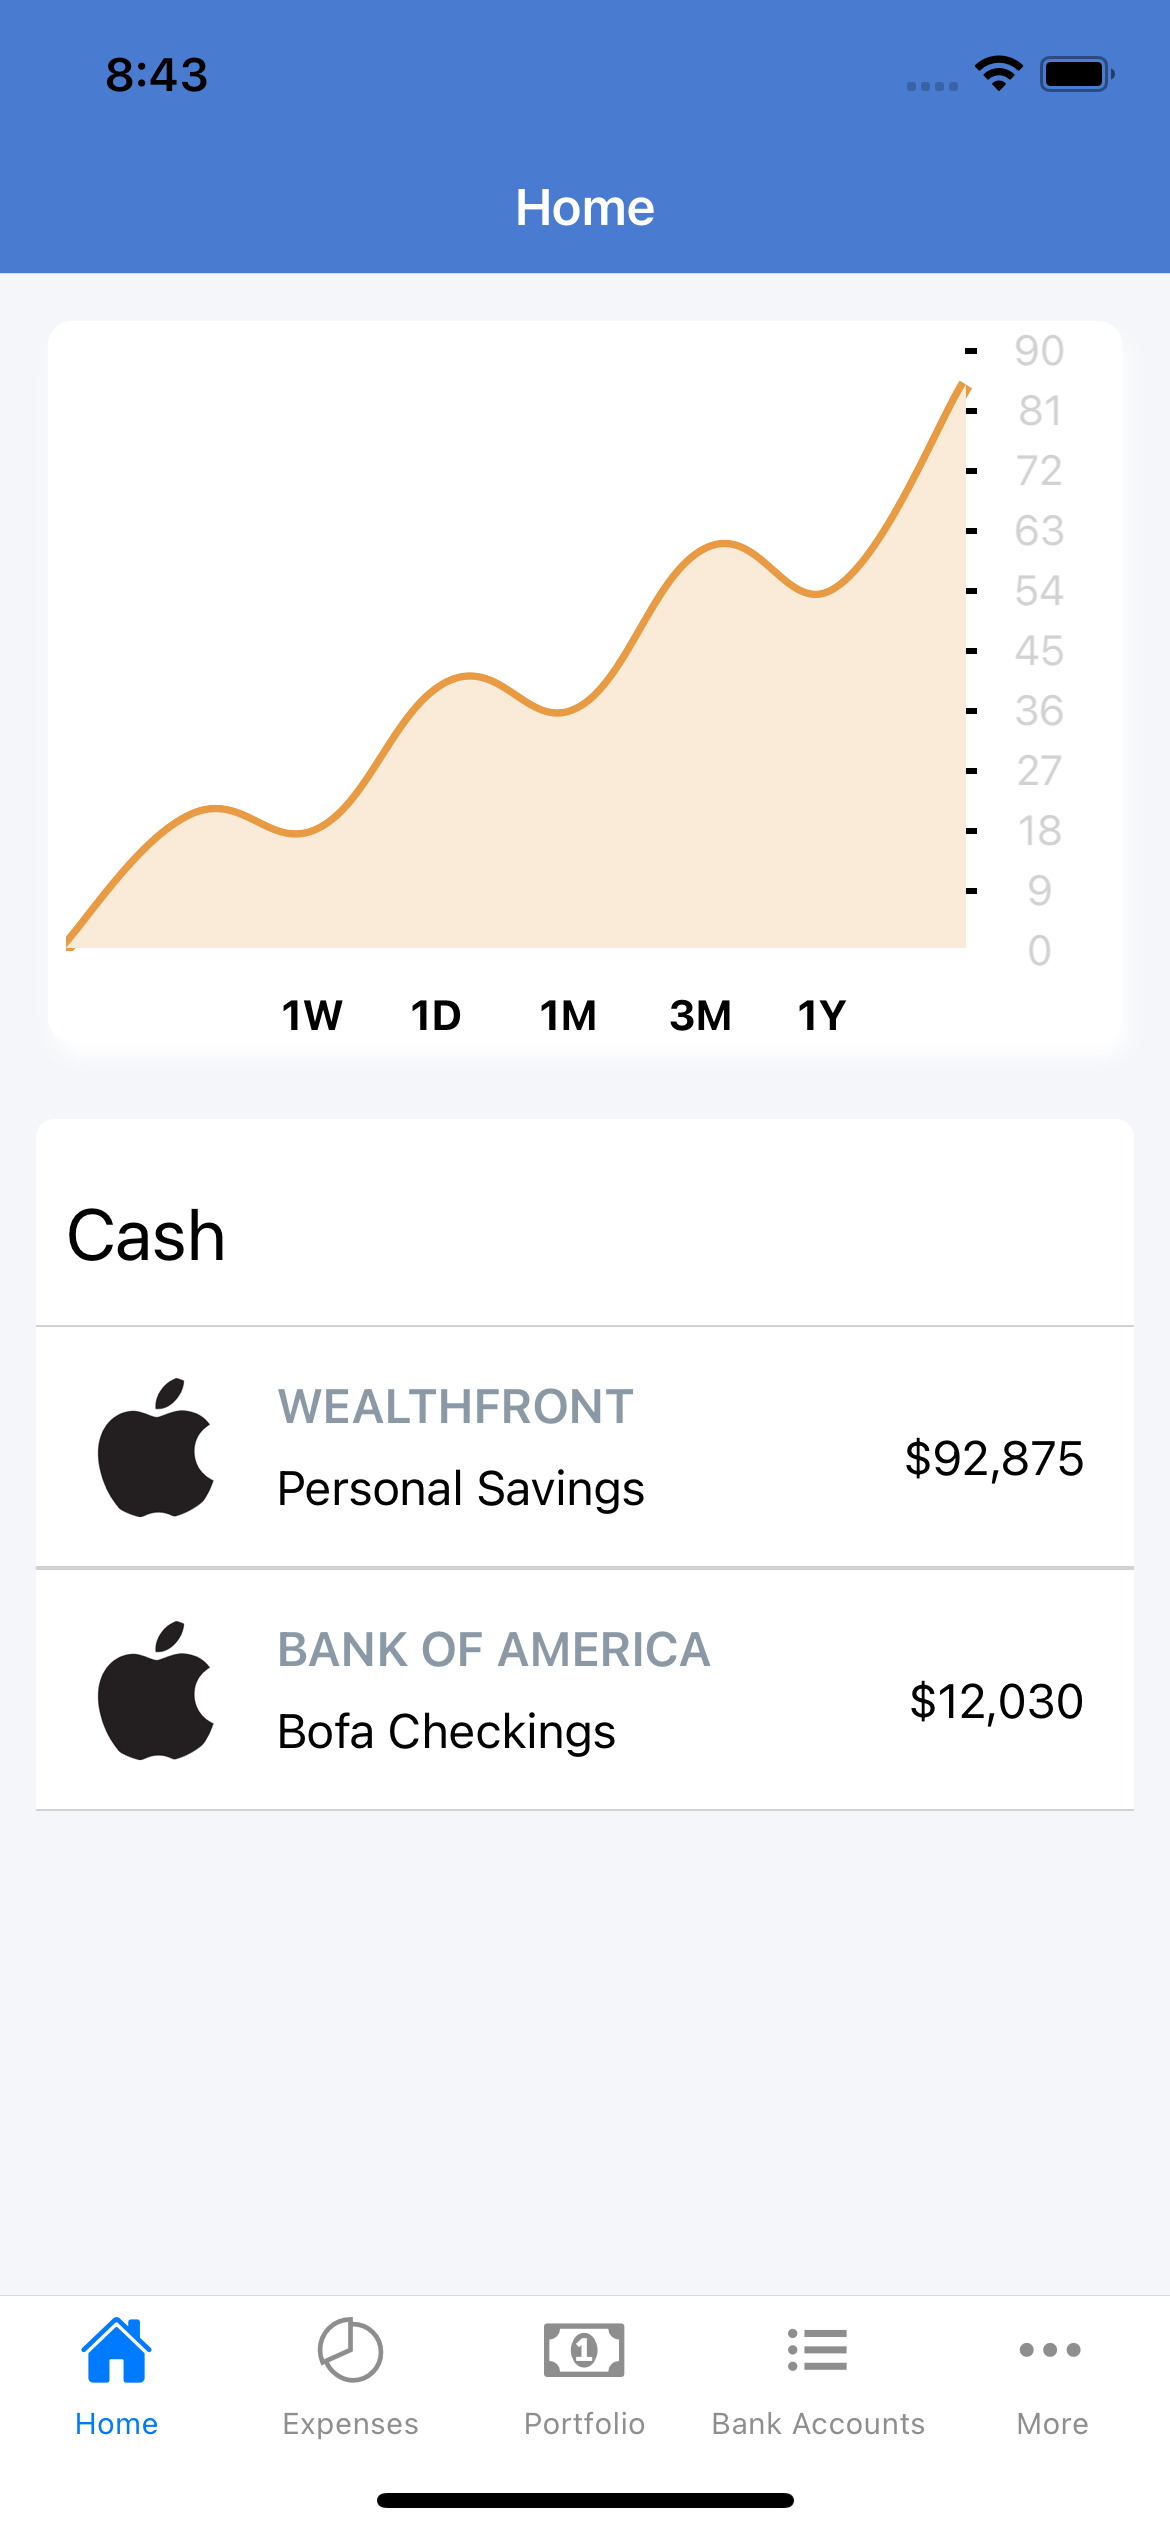 8:43
Home
90
81
72
63
54
45
36
27
18
9
0
1W 1D 1M 3M 1Y
Cash
WEALTHFRONT
Personal Savings
$92,875
BANK OF AMERICA
Bofa Checkings
$12,030
1
Home Expenses Portfolio Bank Accounts More